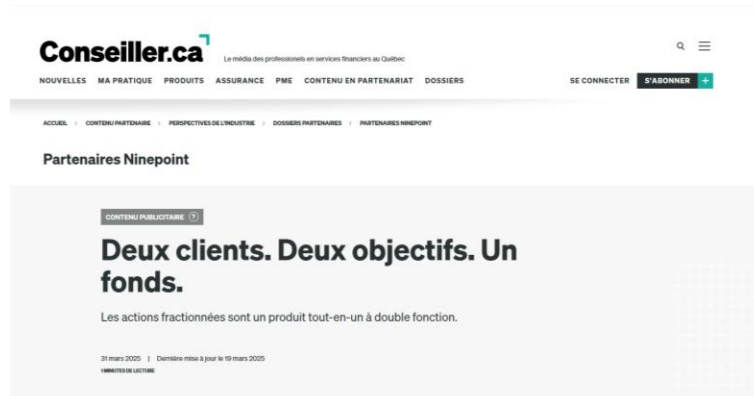 Conseiller.ca
Le média des professionnels en services financiers au Québec
NOUVELLES MA PRATIQUE PRODUITS ASSURANCE PME CONTENU EN PARTENARIAT DOSSIERS SE CONNECTER S'ABONNER +
ACCUEIL > CONTENU PARTENAIRE > PERSPECTIVES DE L'INDUSTRIE > DOSSIERS PARTENAIRES > PARTENAIRES NINEPOINT
Partenaires Ninepoint
CONTENU PUBLICITAIRE ?
Deux clients. Deux objectifs. Un
fonds.
Les actions fractionnées sont un produit tout-en-un à double fonction.
31 mars 2025 | Dernière mise à jour le 19 mars 2025
1 MINUTES DE LECTURE